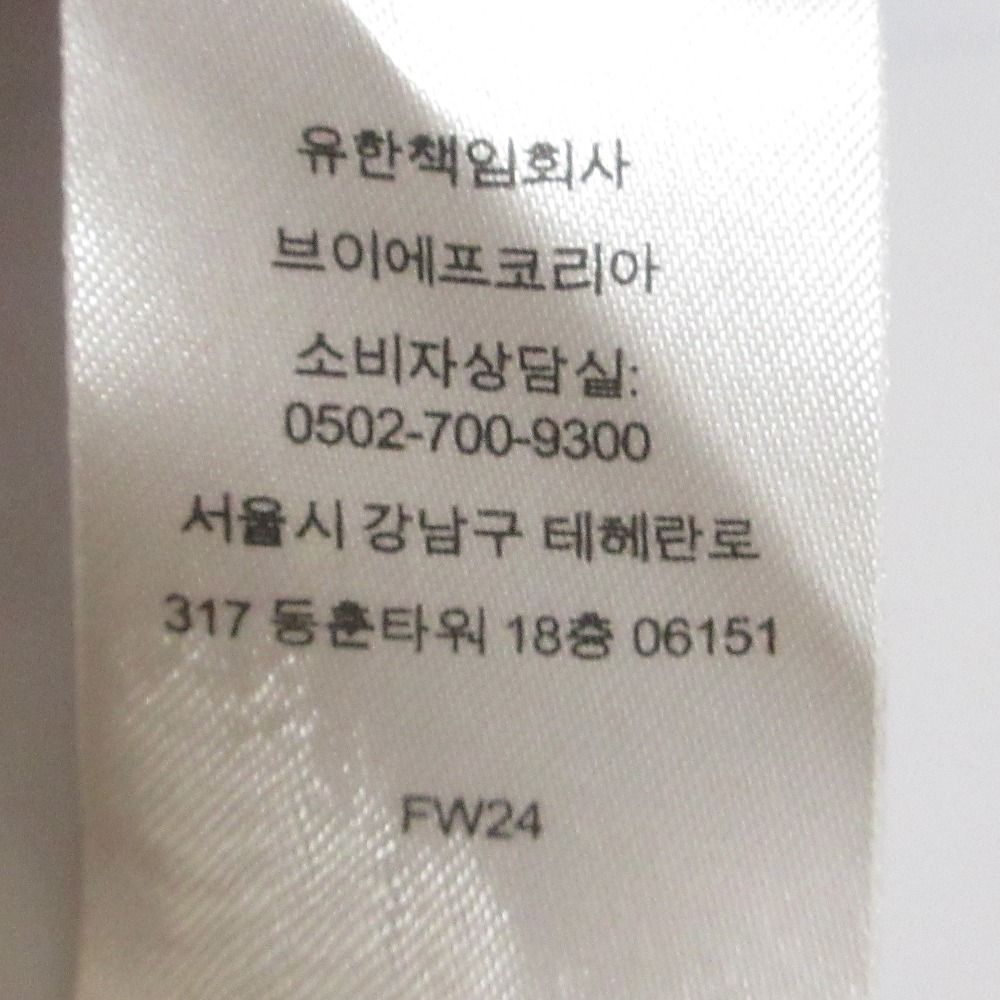 유한책임회사
브이에프코리아
소비자상담실:
0502-700-9300
서울시 강남구 테헤란로
317 동훈타워 18층 06151
FW24